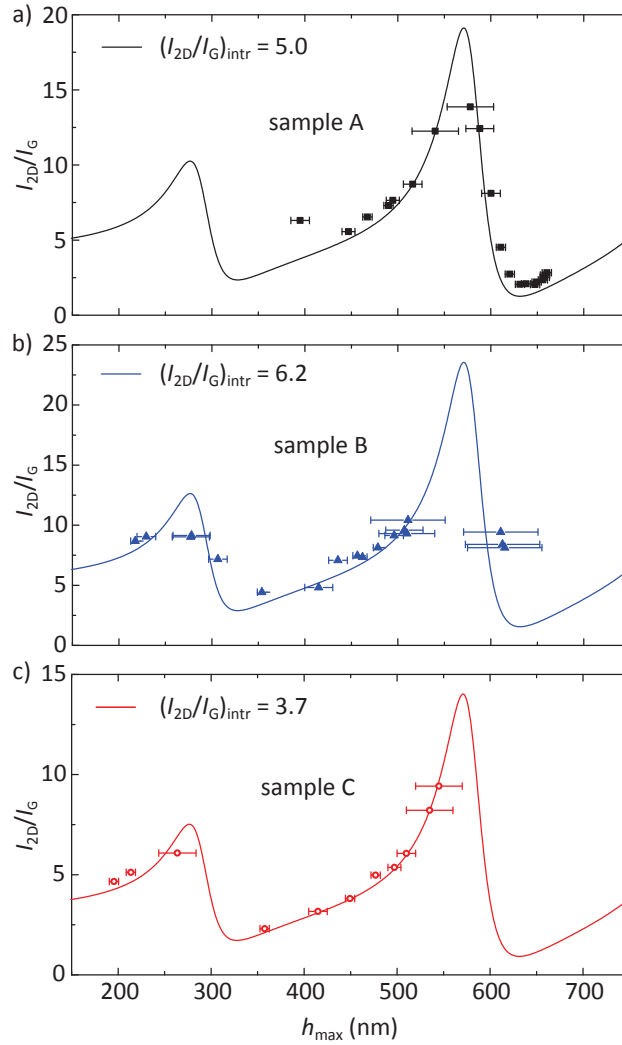 a)
20
15
10
5
0
I2D/IG
(I2D/IG)intr = 5.0
sample A
b)
25
20
15
10
5
0
I2D/IG
(I2D/IG)intr = 6.2
sample B
c)
15
10
5
0
I2D/IG
(I2D/IG)intr = 3.7
sample C
200 300 400 500 600 700
hmax (nm)